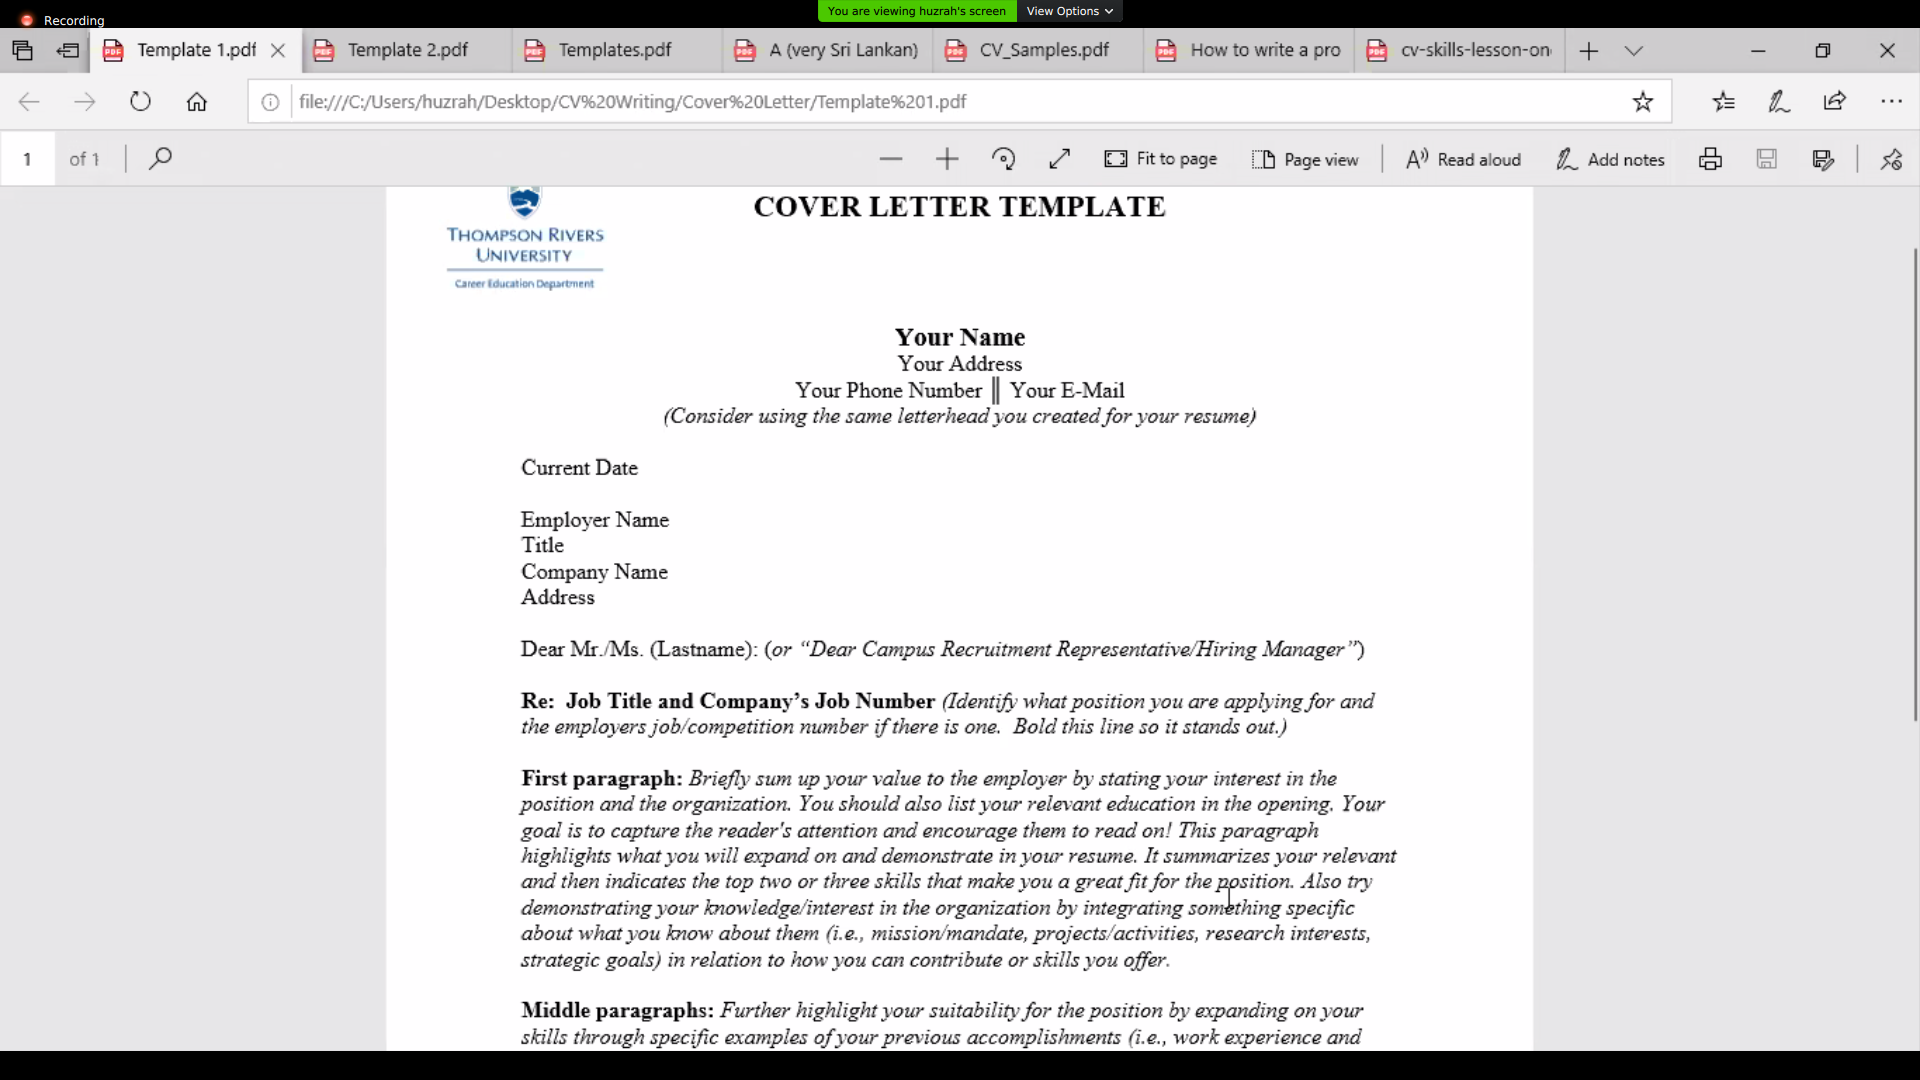 Recording
You are viewing huzrah's screen
View Options
Template 1.pdf
Template 2.pdf
Templates.pdf
A (very Sri Lankan)
CV_Samples.pdf
How to write a pro
cv-skills-lesson-on
file:///C:/Users/huzrah/Desktop/CV%20Writing/Cover%20Letter/Template%201.pdf
1 of 1
Fit to page
Page view
Read aloud
Add notes
COVER LETTER TEMPLATE
THOMPSON RIVERS
UNIVERSITY
Career Education Department
Your Name
Your Address
Your Phone Number ║ Your E-Mail
(Consider using the same letterhead you created for your resume)
Current Date
Employer Name
Title
Company Name
Address
Dear Mr./Ms. (Lastname): (or “Dear Campus Recruitment Representative/Hiring Manager”)
Re:  Job Title and Company’s Job Number (Identify what position you are applying for and
the employers job/competition number if there is one.  Bold this line so it stands out.)
First paragraph: Briefly sum up your value to the employer by stating your interest in the
position and the organization. You should also list your relevant education in the opening. Your
goal is to capture the reader's attention and encourage them to read on! This paragraph
highlights what you will expand on and demonstrate in your resume. It summarizes your relevant
and then indicates the top two or three skills that make you a great fit for the position. Also try
demonstrating your knowledge/interest in the organization by integrating something specific
about what you know about them (i.e., mission/mandate, projects/activities, research interests,
strategic goals) in relation to how you can contribute or skills you offer.
Middle paragraphs: Further highlight your suitability for the position by expanding on your
skills through specific examples of your previous accomplishments (i.e., work experience and